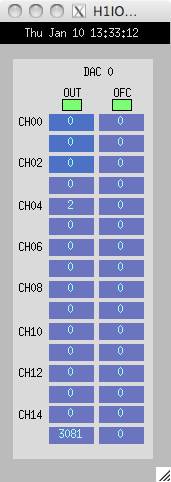 H1IO...
Thu Jan 10 13:33:12
DAC 0
OUT OFC
CH00 0 0
0 0
CH02 0 0
0 0
CH04 2 0
0 0
CH06 0 0
0 0
CH08 0 0
0 0
CH10 0 0
0 0
CH12 0 0
0 0
CH14 0 0
3081 0